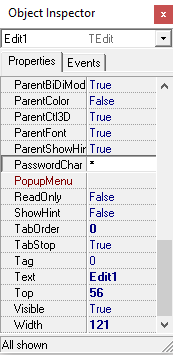 Object Inspector
Edit1 TEdit
Properties Events
ParentBiDiMod True
ParentColor False
ParentCtl3D True
ParentFont True
ParentShowHin True
PasswordChar *
PopupMenu
ReadOnly False
ShowHint False
TabOrder 0
TabStop True
Tag 0
Text Edit1
Top 56
Visible True
Width 121
All shown